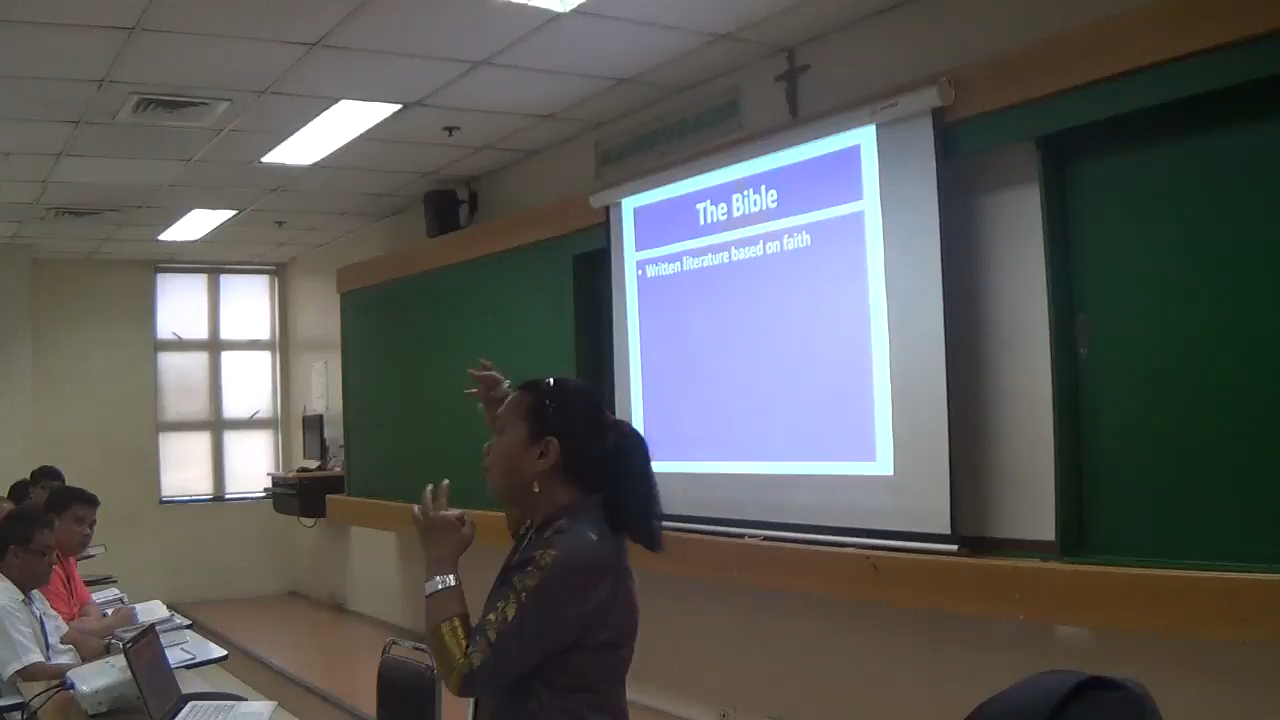 The Bible
• Written literature based on faith